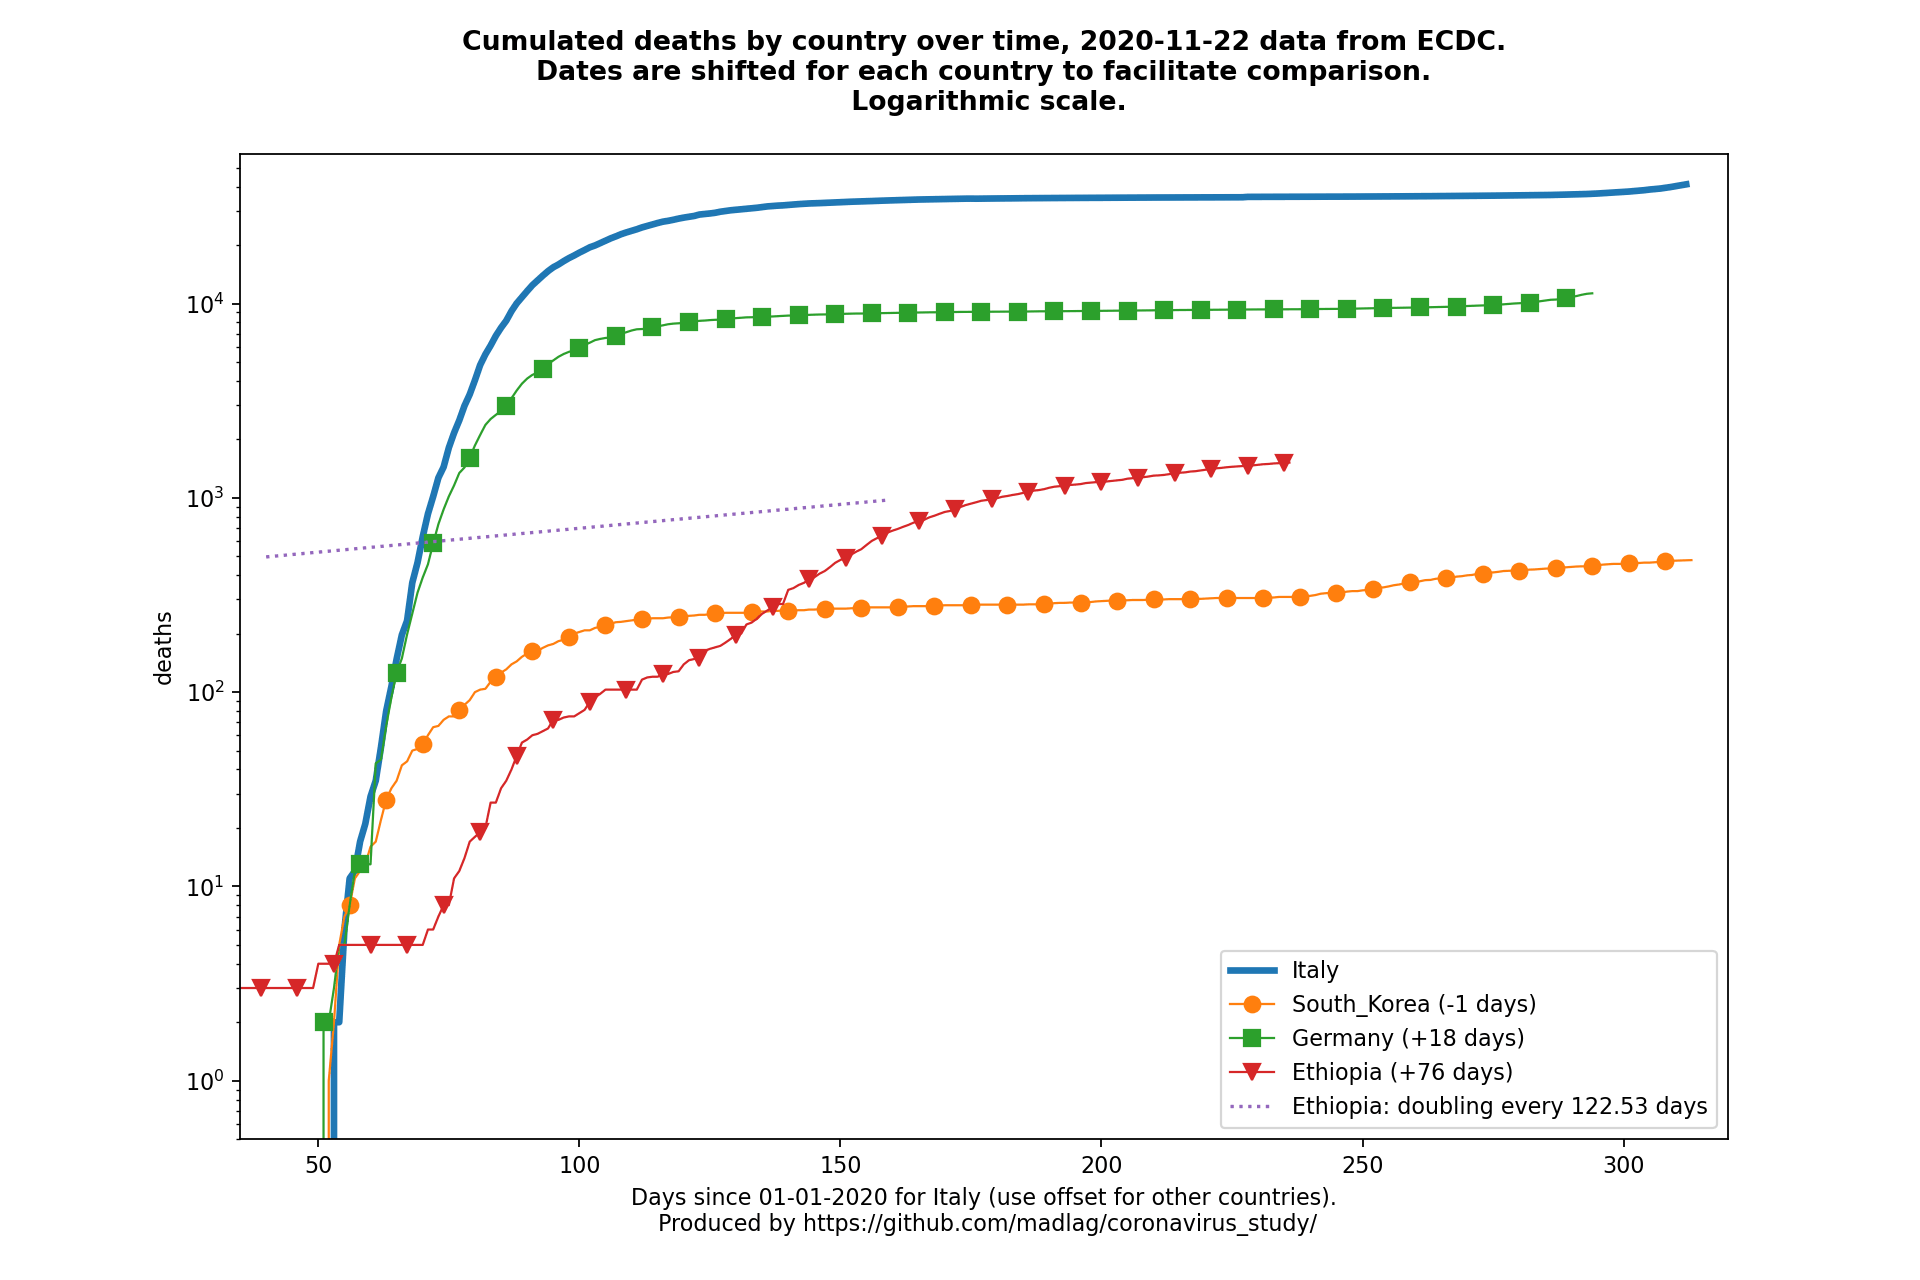 Cumulated deaths by country over time, 2020-11-22 data from ECDC.
Dates are shifted for each country to facilitate comparison.
Logarithmic scale.
deaths
10⁴
10³
10²
10¹
10⁰
50 100 150 200 250 300
Italy
South_Korea (-1 days)
Germany (+18 days)
Ethiopia (+76 days)
Ethiopia: doubling every 122.53 days
Days since 01-01-2020 for Italy (use offset for other countries).
Produced by https://github.com/madlag/coronavirus_study/